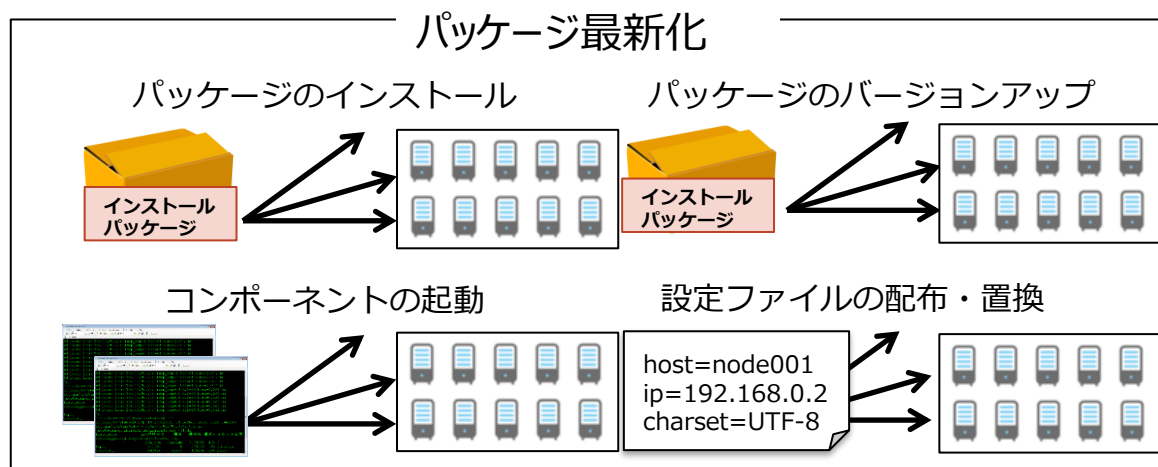 パッケージ最新化
パッケージのインストール
パッケージのバージョンアップ
インストール
パッケージ
インストール
パッケージ
コンポーネントの起動
設定ファイルの配布・置換
host=node001
ip=192.168.0.2
charset=UTF-8